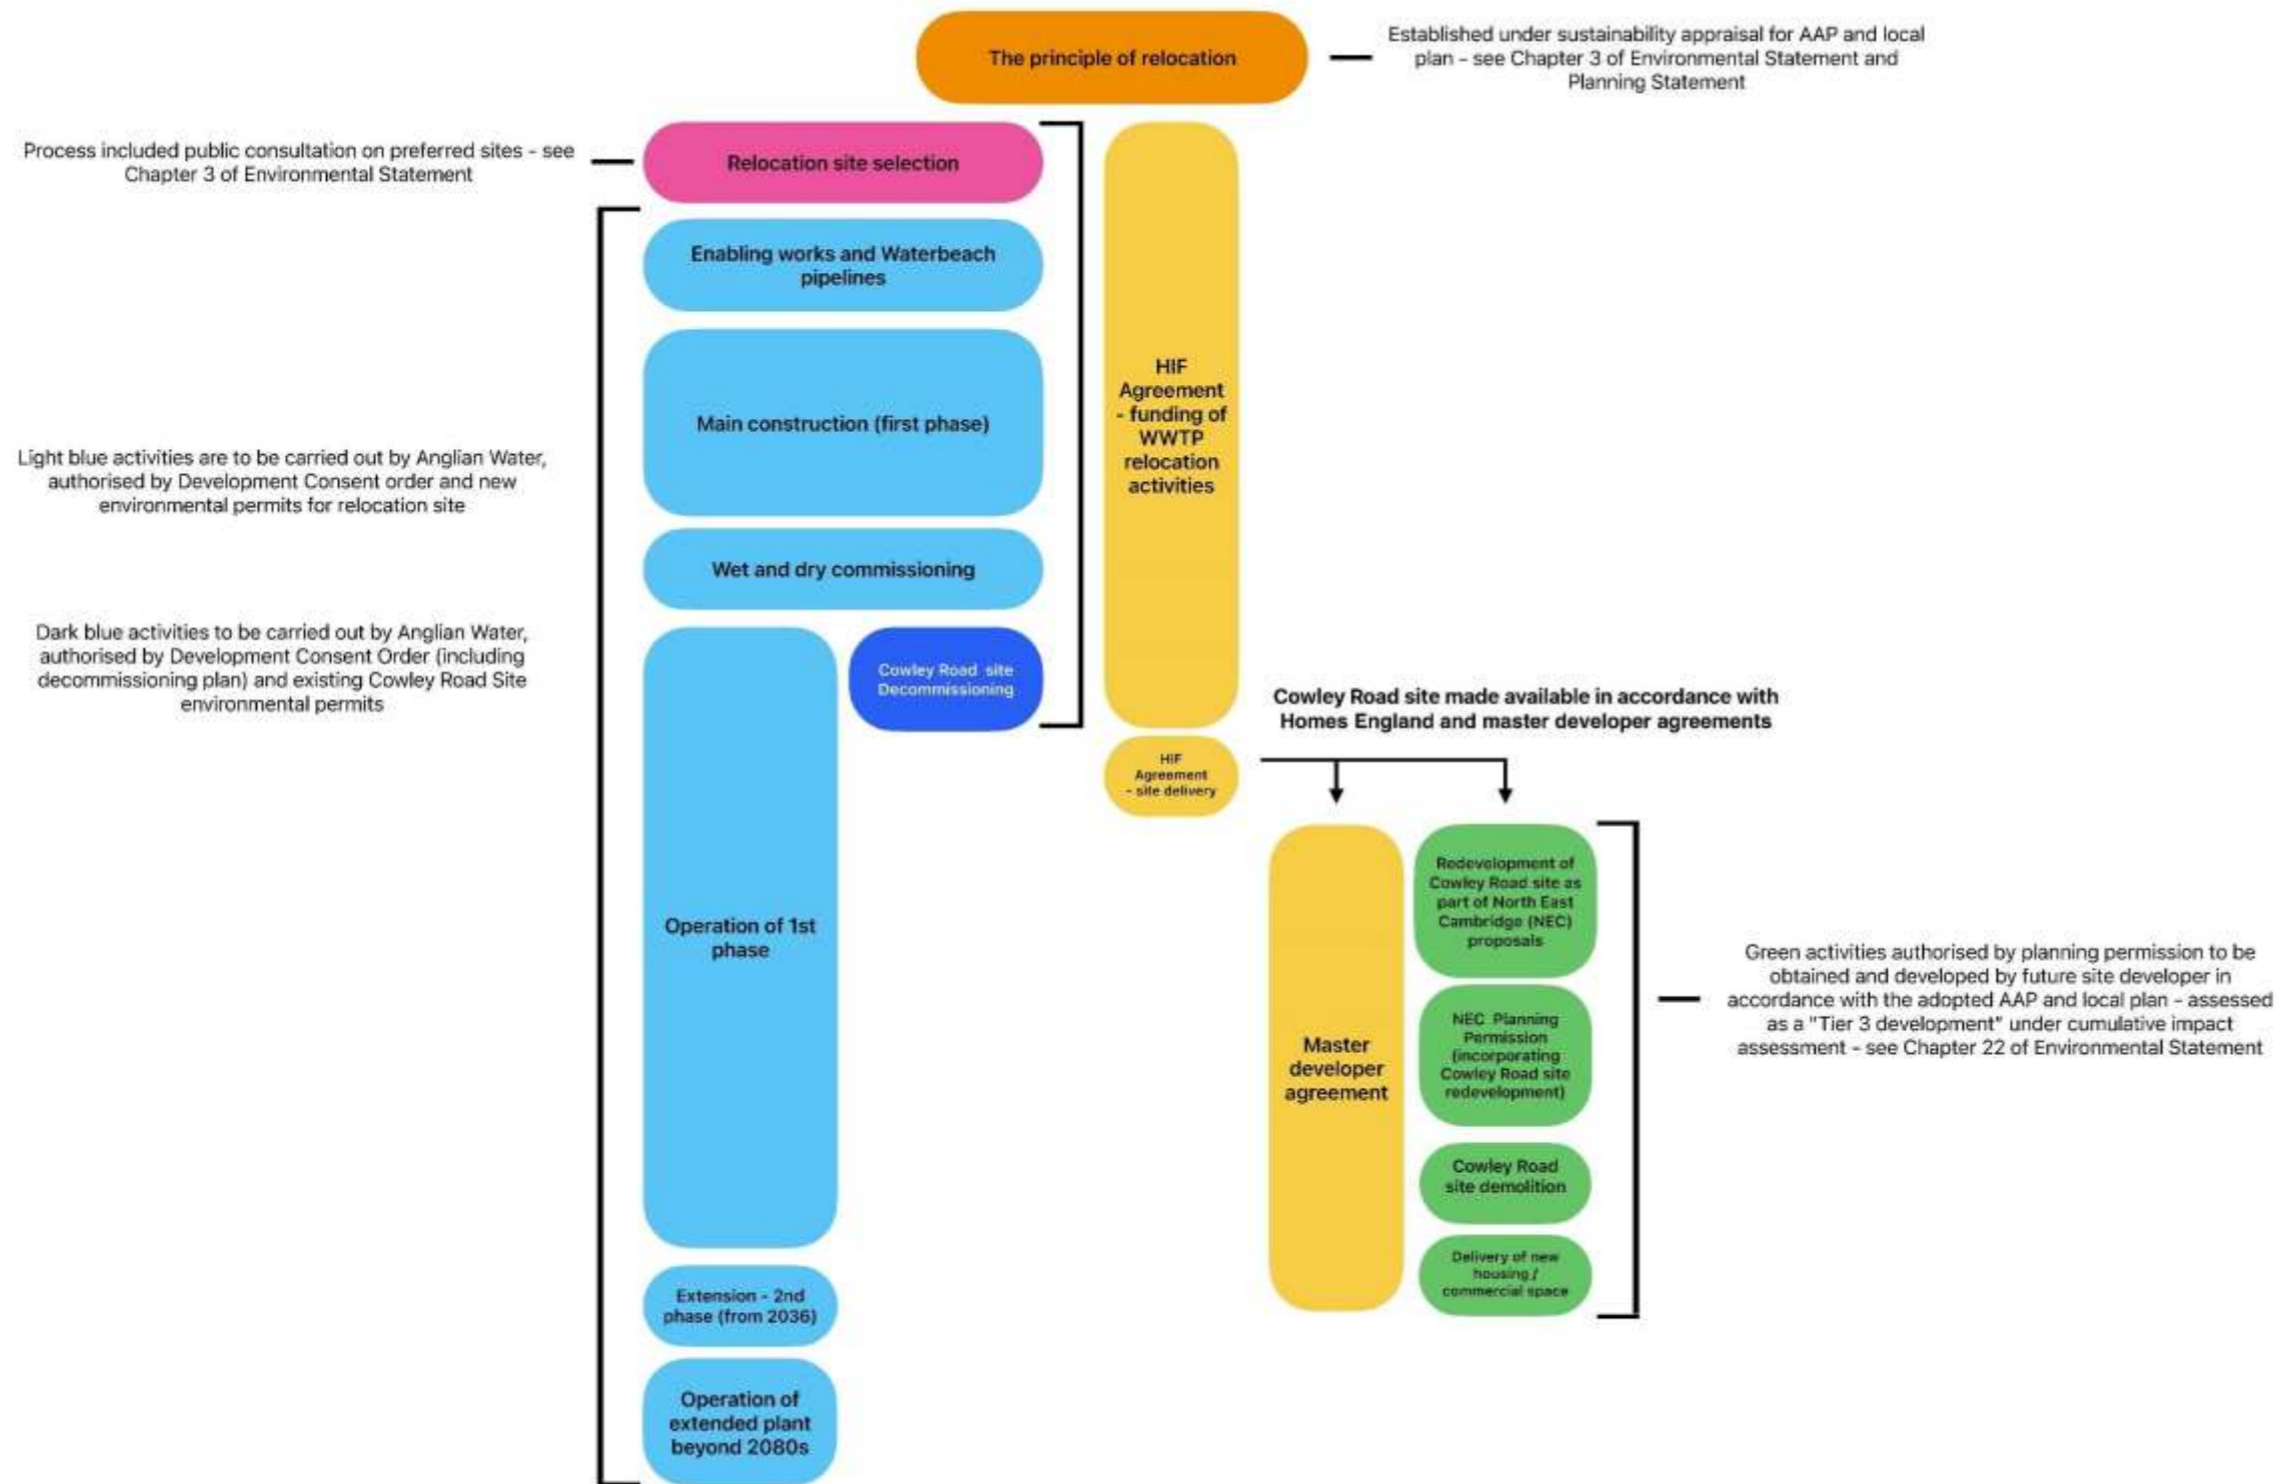 The principle of relocation
Established under sustainability appraisal for AAP and local
plan - see Chapter 3 of Environmental Statement and
Planning Statement
Process included public consultation on preferred sites - see
Chapter 3 of Environmental Statement
Relocation site selection
Enabling works and Waterbeach
pipelines
Main construction (first phase)
HIF
Agreement
- funding of
WWTP
relocation
activities
Light blue activities are to be carried out by Anglian Water,
authorised by Development Consent order and new
environmental permits for relocation site
Wet and dry commissioning
Dark blue activities to be carried out by Anglian Water,
authorised by Development Consent Order (including
decommissioning plan) and existing Cowley Road Site
environmental permits
Cowley Road site
Decommissioning
Cowley Road site made available in accordance with
Homes England and master developer agreements
HIF
Agreement
- site delivery
Operation of 1st
phase
Master
developer
agreement
Redevelopment of
Cowley Road site as
part of North East
Cambridge (NEC)
proposals
NEC Planning
Permission
(incorporating
Cowley Road site
redevelopment)
Cowley Road
site demolition
Delivery of new
housing /
commercial space
Green activities authorised by planning permission to be
obtained and developed by future site developer in
accordance with the adopted AAP and local plan - assessed
as a "Tier 3 development" under cumulative impact
assessment - see Chapter 22 of Environmental Statement
Extension - 2nd
phase (from 2036)
Operation of
extended plant
beyond 2080s